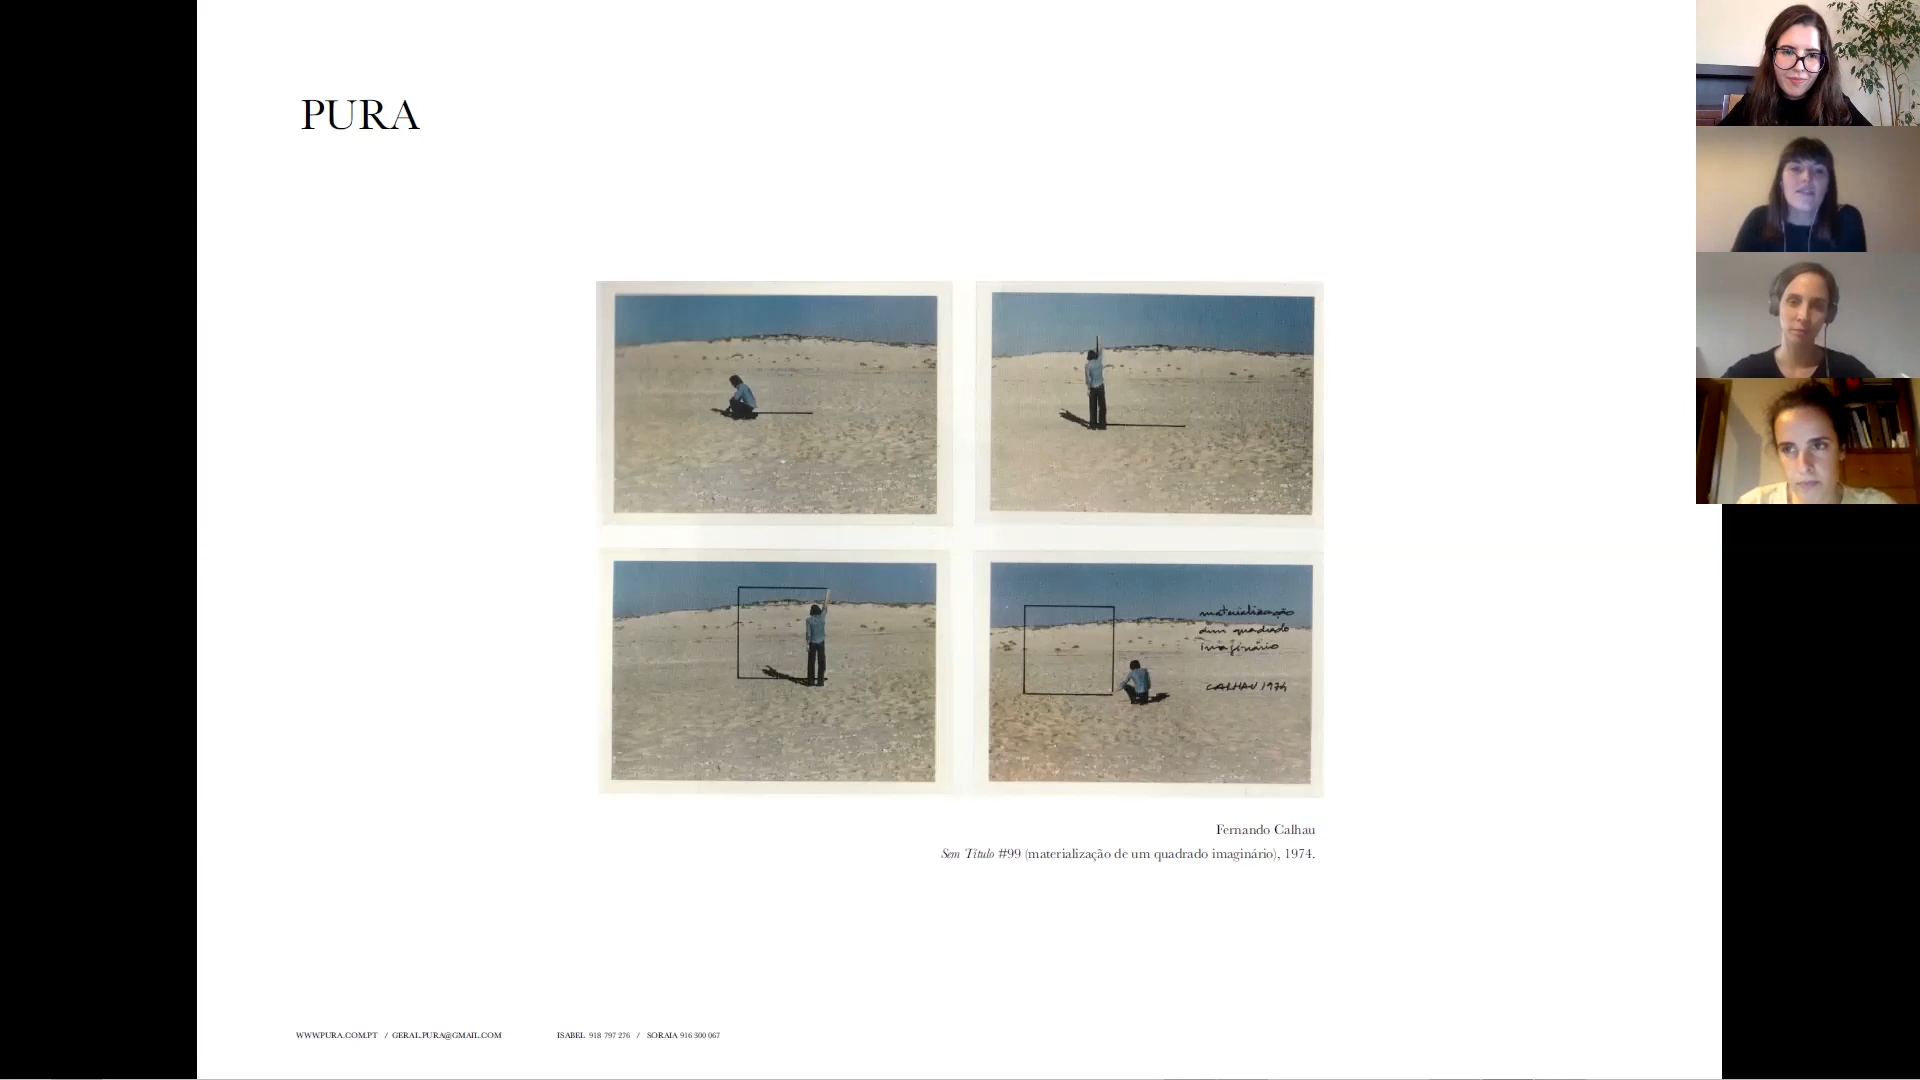 PURA
materialização
dum quadrado
imaginário
CALHAU 1974
Fernando Calhau
Sem Título #99 (materialização de um quadrado imaginário), 1974.
WWW.PURA.COM.PT / GERAL.PURA@GMAIL.COM ISABEL 918 797 276 / SORAIA 916 300 067